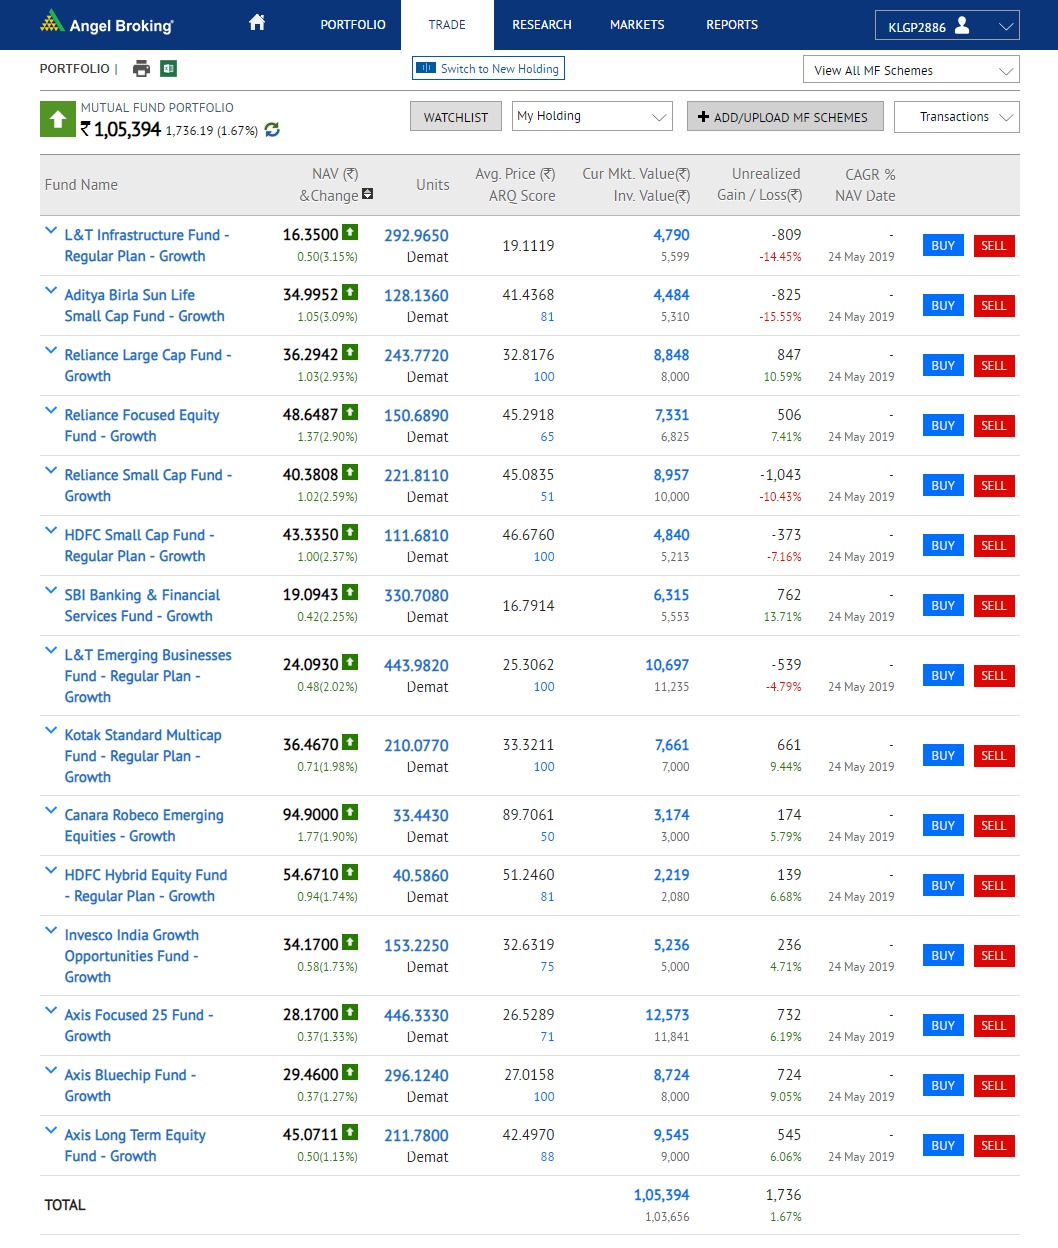 Angel Broking
PORTFOLIO TRADE RESEARCH MARKETS REPORTS KLGP2886
PORTFOLIO | Switch to New Holding View All MF Schemes
MUTUAL FUND PORTFOLIO
₹ 1,05,394 1,736.19 (1.67%) WATCHLIST My Holding + ADD/UPLOAD MF SCHEMES Transactions
Fund Name NAV (₹) &Change Units Avg. Price (₹) ARQ Score Cur Mkt. Value(₹) Inv. Value(₹) Unrealized Gain / Loss(₹) CAGR % NAV Date
L&T Infrastructure Fund - 16.3500 292.9650 19.1119 4,790 -809 - BUY SELL
Regular Plan - Growth 0.50(3.15%) Demat 5,599 -14.45% 24 May 2019
Aditya Birla Sun Life 34.9952 128.1360 41.4368 4,484 -825 - BUY SELL
Small Cap Fund - Growth 1.05(3.09%) Demat 81 5,310 -15.55% 24 May 2019
Reliance Large Cap Fund - 36.2942 243.7720 32.8176 8,848 847 - BUY SELL
Growth 1.03(2.93%) Demat 100 8,000 10.59% 24 May 2019
Reliance Focused Equity 48.6487 150.6890 45.2918 7,331 506 - BUY SELL
Fund - Growth 1.37(2.90%) Demat 65 6,825 7.41% 24 May 2019
Reliance Small Cap Fund - 40.3808 221.8110 45.0835 8,957 -1,043 - BUY SELL
Growth 1.02(2.59%) Demat 51 10,000 -10.43% 24 May 2019
HDFC Small Cap Fund - 43.3350 111.6810 46.6760 4,840 -373 - BUY SELL
Regular Plan - Growth 1.00(2.37%) Demat 100 5,213 -7.16% 24 May 2019
SBI Banking & Financial 19.0943 330.7080 16.7914 6,315 762 - BUY SELL
Services Fund - Growth 0.42(2.25%) Demat 5,553 13.71% 24 May 2019
L&T Emerging Businesses 24.0930 443.9820 25.3062 10,697 -539 - BUY SELL
Fund - Regular Plan - 0.48(2.02%) Demat 100 11,235 -4.79% 24 May 2019
Growth
Kotak Standard Multicap 36.4670 210.0770 33.3211 7,661 661 - BUY SELL
Fund - Regular Plan - 0.71(1.98%) Demat 100 7,000 9.44% 24 May 2019
Growth
Canara Robeco Emerging 94.9000 33.4430 89.7061 3,174 174 - BUY SELL
Equities - Growth 1.77(1.90%) Demat 50 3,000 5.79% 24 May 2019
HDFC Hybrid Equity Fund 54.6710 40.5860 51.2460 2,219 139 - BUY SELL
- Regular Plan - Growth 0.94(1.74%) Demat 81 2,080 6.68% 24 May 2019
Invesco India Growth 34.1700 153.2250 32.6319 5,236 236 - BUY SELL
Opportunities Fund - 0.58(1.73%) Demat 75 5,000 4.71% 24 May 2019
Growth
Axis Focused 25 Fund - 28.1700 446.3330 26.5289 12,573 732 - BUY SELL
Growth 0.37(1.33%) Demat 71 11,841 6.19% 24 May 2019
Axis Bluechip Fund - 29.4600 296.1240 27.0158 8,724 724 - BUY SELL
Growth 0.37(1.27%) Demat 100 8,000 9.05% 24 May 2019
Axis Long Term Equity 45.0711 211.7800 42.4970 9,545 545 - BUY SELL
Fund - Growth 0.50(1.13%) Demat 88 9,000 6.06% 24 May 2019
TOTAL 1,05,394 1,736
1,03,656 1.67%